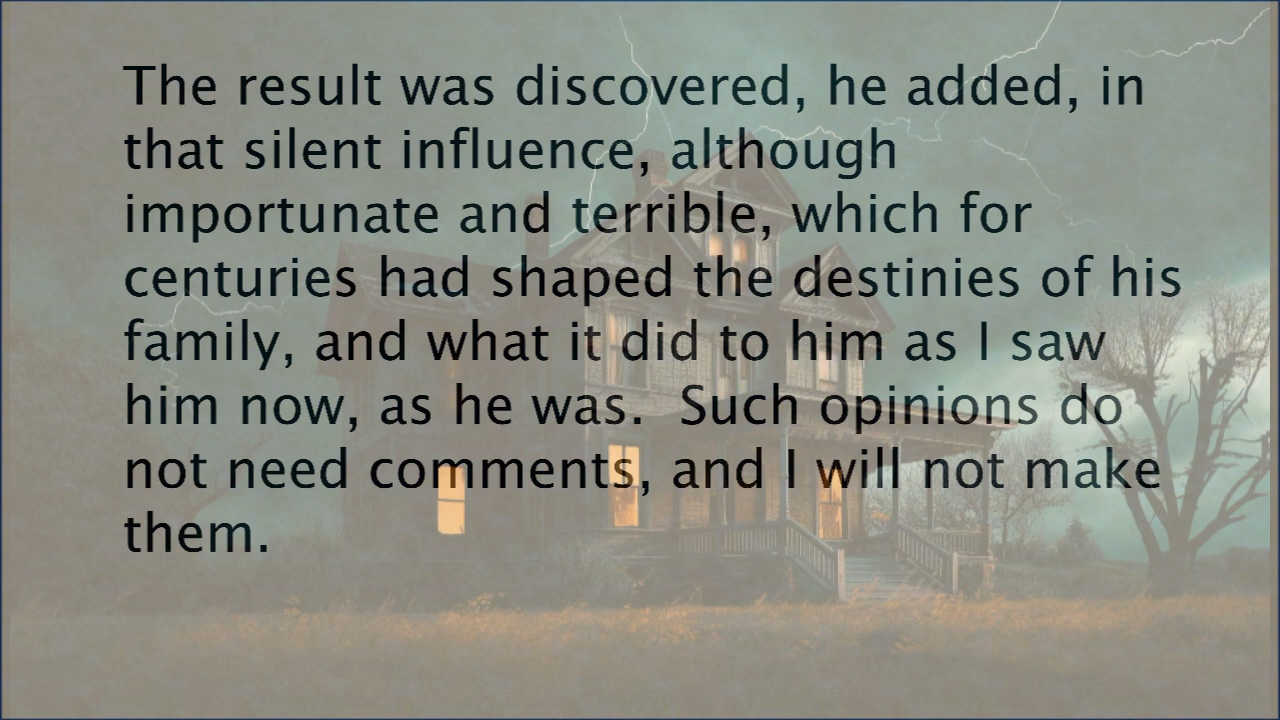 The result was discovered, he added, in
that silent influence, although
importunate and terrible, which for
centuries had shaped the destinies of his
family, and what it did to him as I saw
him now, as he was.  Such opinions do
not need comments, and I will not make
them.